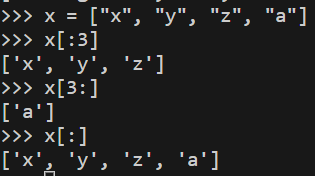 >>> x = ["x", "y", "z", "a"]
>>> x[:3]
['x', 'y', 'z']
>>> x[3:]
['a']
>>> x[:]
['x', 'y', 'z', 'a']